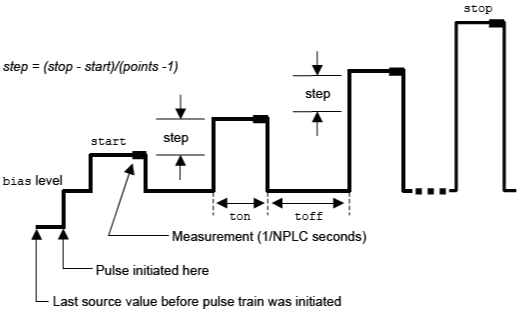 stop
step = (stop - start)/(points -1)
step
start
step
bias level
ton
toff
Measurement (1/NPLC seconds)
Pulse initiated here
Last source value before pulse train was initiated